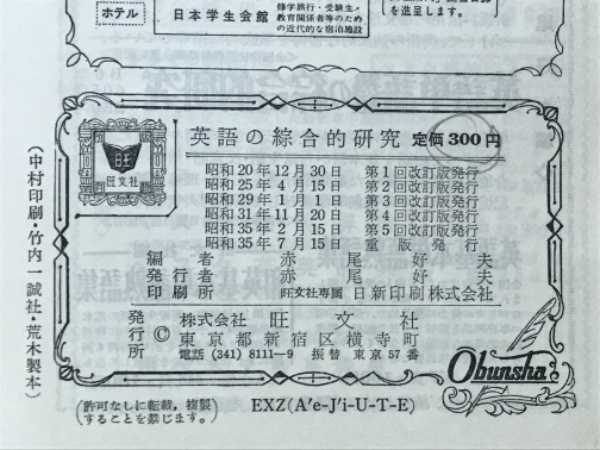 ホテル
日本学生会館
修学旅行・受験生・
教育関係者等のため
の近代的な宿泊施設
を進呈します。
旺
旺文社
英語の綜合的研究 定価300円
昭和20年12月30日 第1回改訂版発行
昭和25年4月15日 第2回改訂版発行
昭和29年1月1日 第3回改訂版発行
昭和31年11月20日 第4回改訂版発行
昭和35年2月15日 第5回改訂版発行
昭和35年7月15日 重版発行
編者 赤尾好夫
発行者 赤尾好夫
印刷所 旺文社専属 日新印刷株式会社
発行所 © 株式会社 旺文社
東京都新宿区横寺町
電話 (341) 8111—9 振替 東京57番
Obunsha
(許可なしに転載,複製
することを禁じます。)
EXZ(A′e-J′i-U-T-E)
(中村印刷・竹内一誠社・荒木製本)